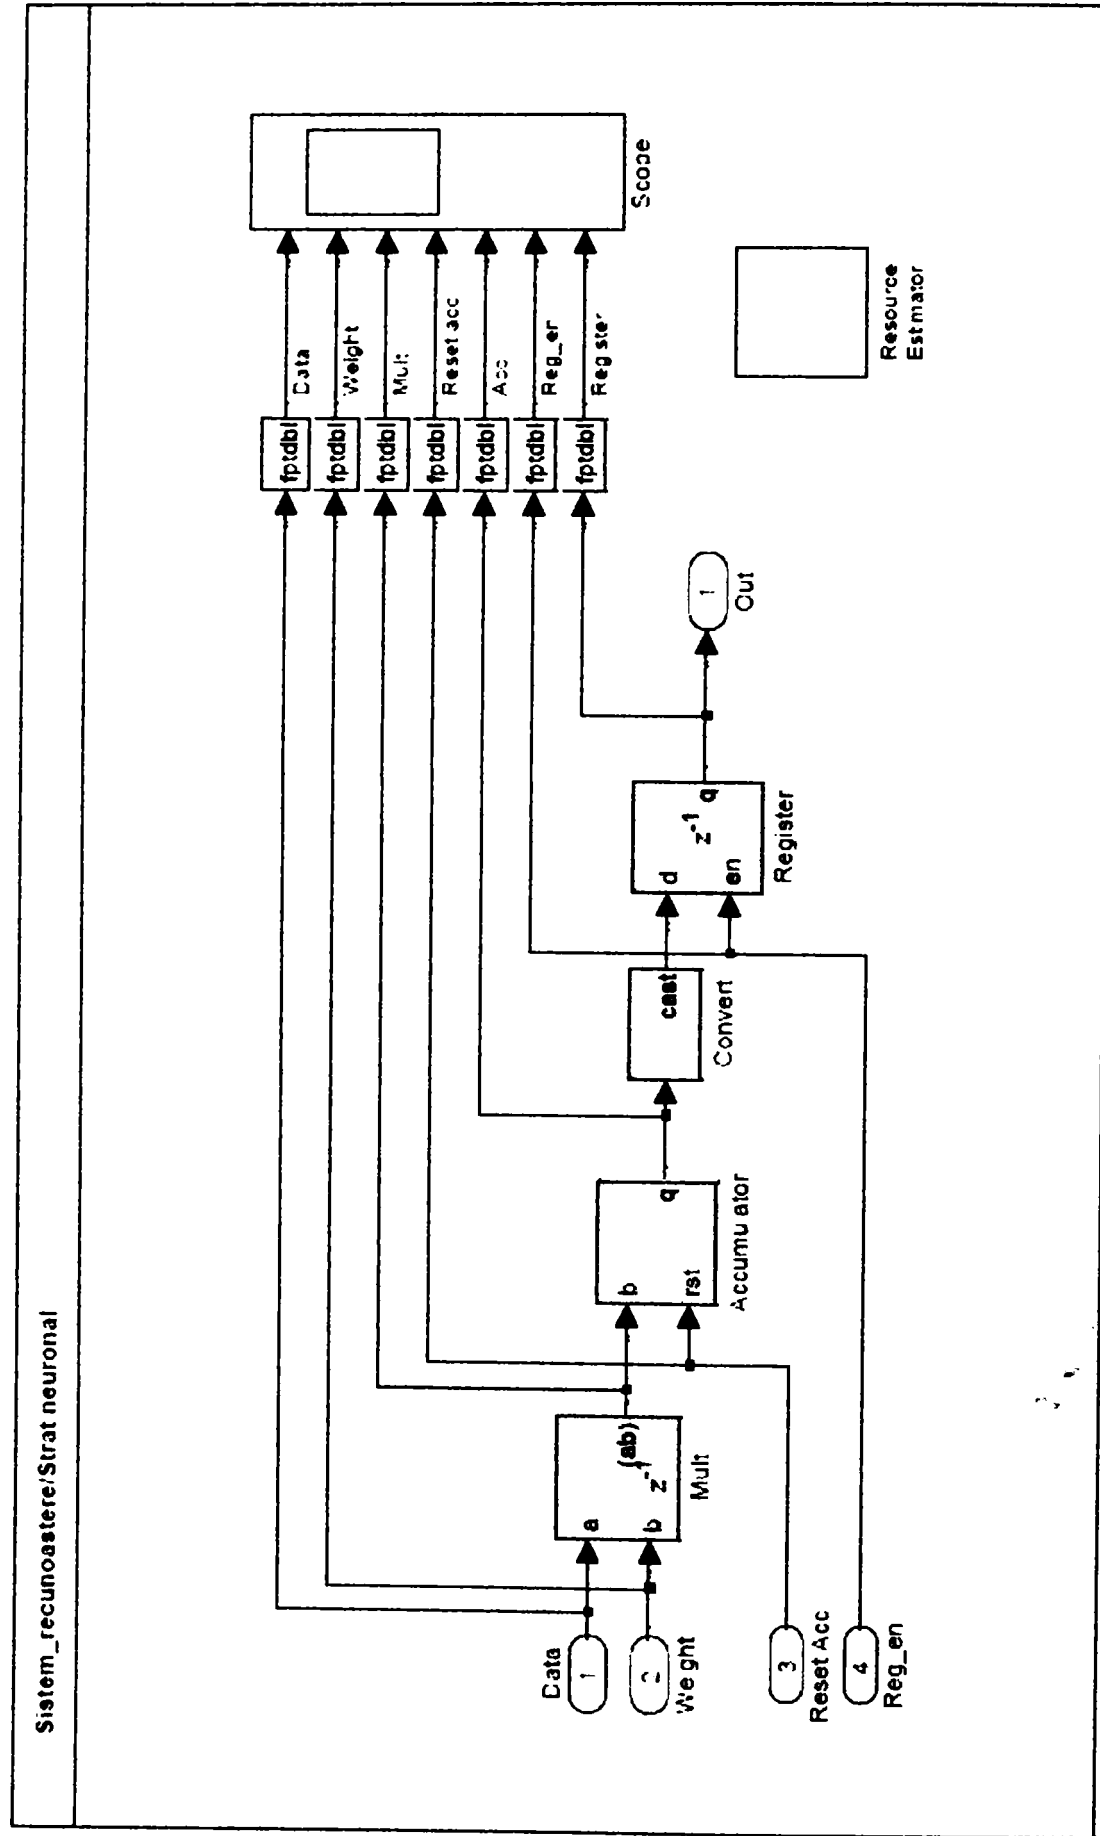 Sistem_recunoastere/Strat neuronal
Data
1
2
Weight
3
Reset Acc
4
Reg_en
a
b
z-1
(ab)
Mult
b
rst
q
Accumulator
cast
Convert
d
en
z-1
q
Register
1
Out
fptdbl
fptdbl
fptdbl
fptdbl
fptdbl
fptdbl
fptdbl
Data
Weight
Mult
Reset acc
Acc
Reg_en
Register
Scope
Resource
Estimator